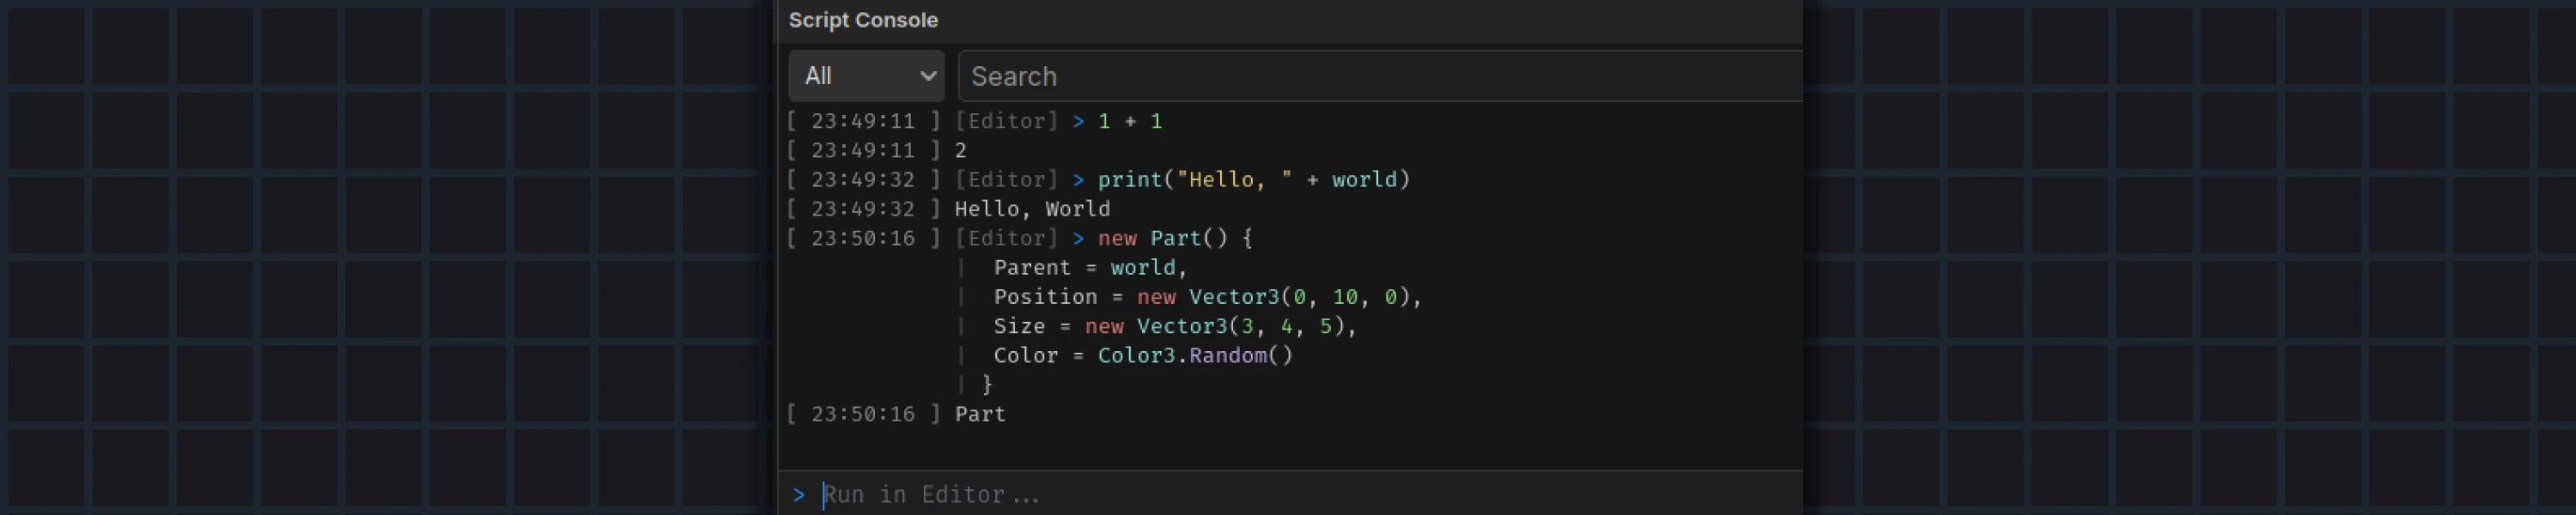 Script Console
All
Search
[ 23:49:11 ] [Editor] > 1 + 1
[ 23:49:11 ] 2
[ 23:49:32 ] [Editor] > print("Hello, " + world)
[ 23:49:32 ] Hello, World
[ 23:50:16 ] [Editor] > new Part() {
| Parent = world,
| Position = new Vector3(0, 10, 0),
| Size = new Vector3(3, 4, 5),
| Color = Color3.Random()
| }
[ 23:50:16 ] Part
> Run in Editor...